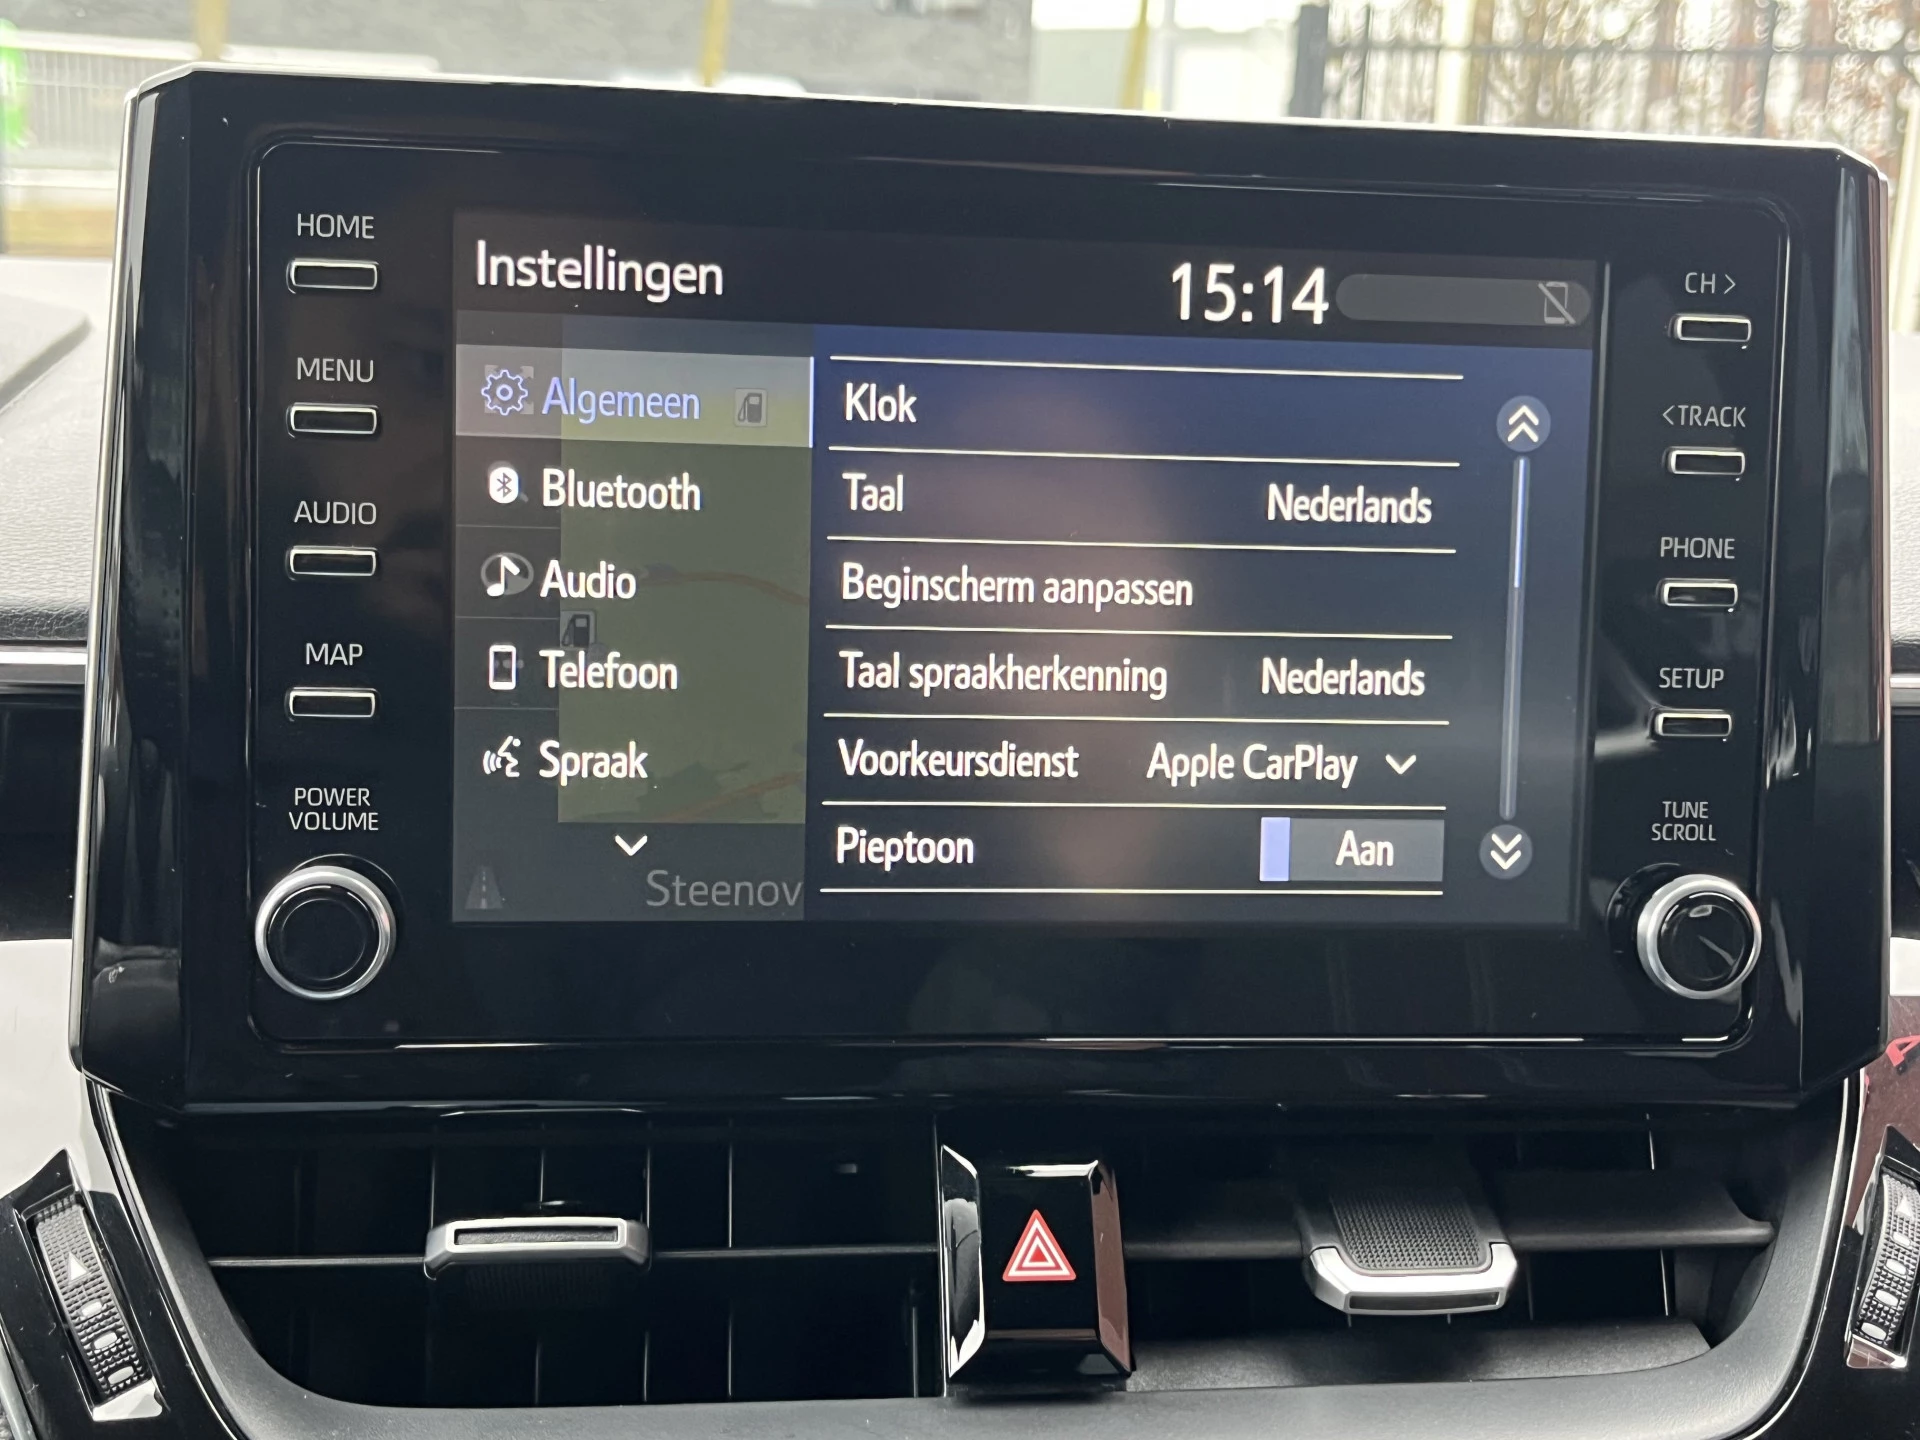 HOME
MENU
AUDIO
MAP
POWER
VOLUME
Instellingen
15:14
Algemeen
Bluetooth
Audio
Telefoon
Spraak
Steenov
Klok
Taal Nederlands
Beginscherm aanpassen
Taal spraakherkenning Nederlands
Voorkeursdienst Apple CarPlay
Pieptoon Aan
CH >
< TRACK
PHONE
SETUP
TUNE
SCROLL